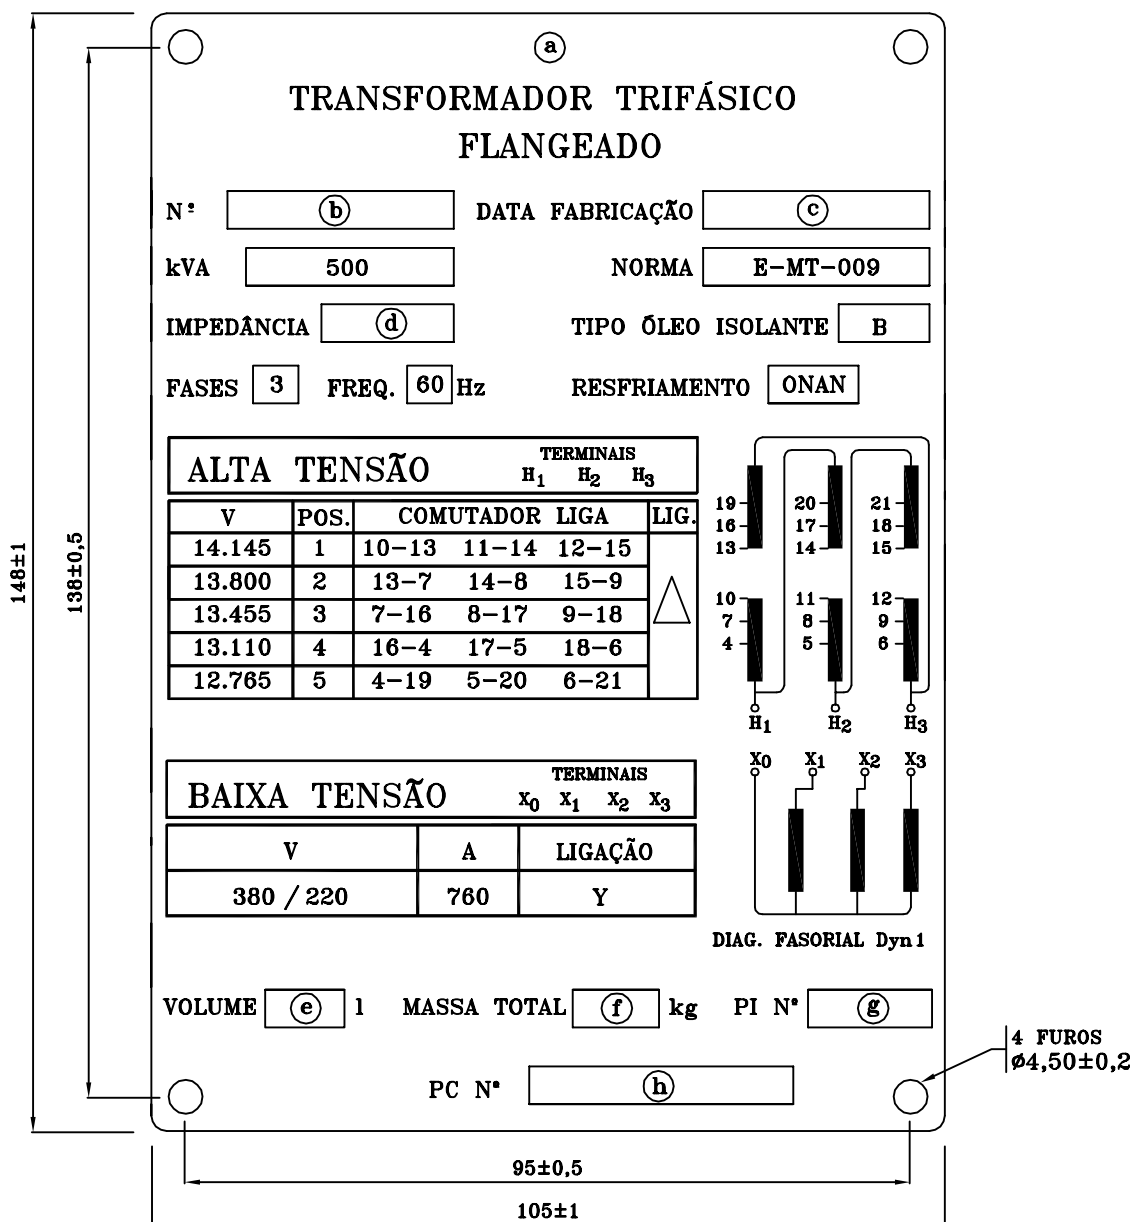 a
TRANSFORMADOR TRIFÁSICO
FLANGEADO
Nº b DATA FABRICAÇÃO c
kVA 500 NORMA E-MT-009
IMPEDÂNCIA d TIPO ÓLEO ISOLANTE B
FASES 3 FREQ. 60 Hz RESFRIAMENTO ONAN
ALTA TENSÃO TERMINAIS
H1 H2 H3
V POS. COMUTADOR LIGA LIG.
14.145 1 10-13 11-14 12-15
13.800 2 13-7 14-8 15-9
13.455 3 7-16 8-17 9-18
13.110 4 16-4 17-5 18-6
12.765 5 4-19 5-20 6-21
19 20 21
16 17 18
13 14 15
10 11 12
7 8 9
4 5 6
H1 H2 H3
X0 X1 X2 X3
BAIXA TENSÃO TERMINAIS
X0 X1 X2 X3
V A LIGAÇÃO
380 / 220 760 Y
DIAG. FASORIAL Dyn1
VOLUME e l MASSA TOTAL f kg PI Nº g
PC Nº h
4 FUROS
ø4,50±0,2
148±1
138±0,5
95±0,5
105±1